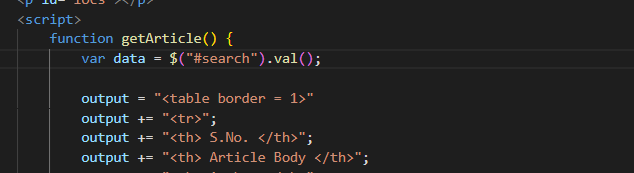 <p id="locs"></p>
<script>
function getArticle() {
var data = $("#search").val();
output = "<table border = 1>"
output += "<tr>";
output += "<th> S.No. </th>";
output += "<th> Article Body </th>";